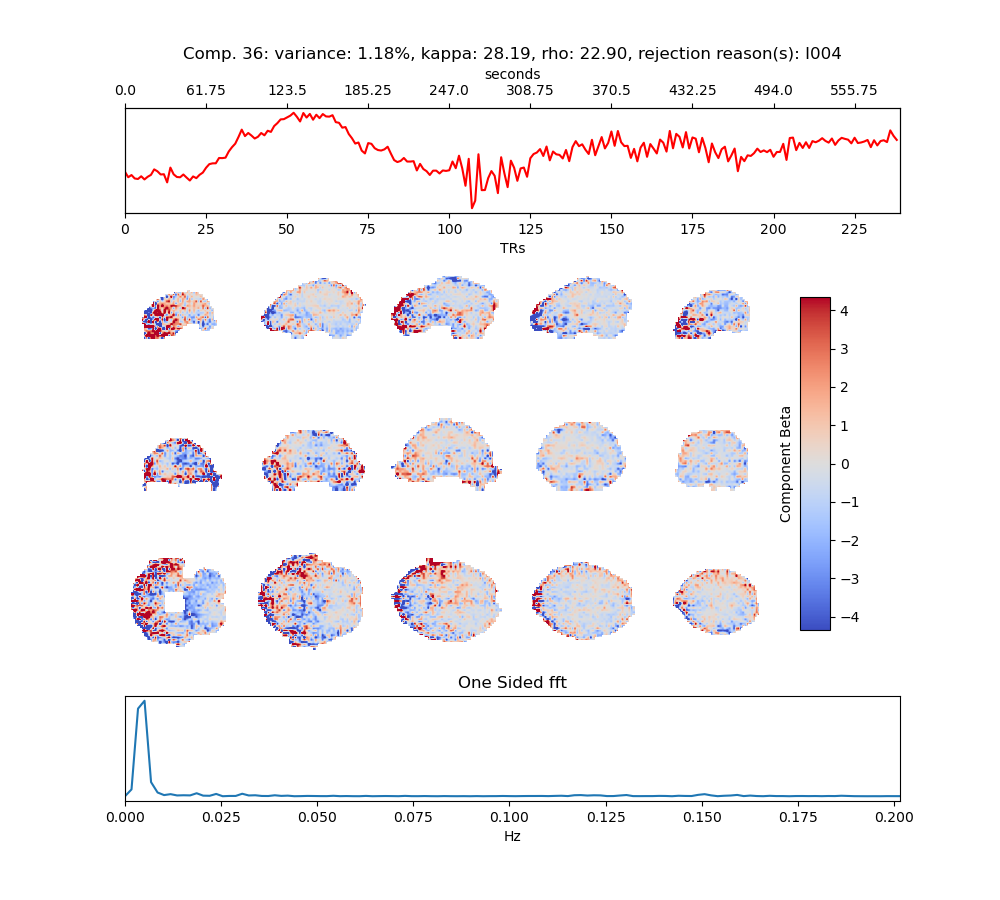 Comp. 36: variance: 1.18%, kappa: 28.19, rho: 22.90, rejection reason(s): I004
seconds
0.0 61.75 123.5 185.25 247.0 308.75 370.5 432.25 494.0 555.75
0 25 50 75 100 125 150 175 200 225
TRs
4
3
2
1
0
−1
−2
−3
−4
Component Beta
One Sided fft
0.000 0.025 0.050 0.075 0.100 0.125 0.150 0.175 0.200
Hz